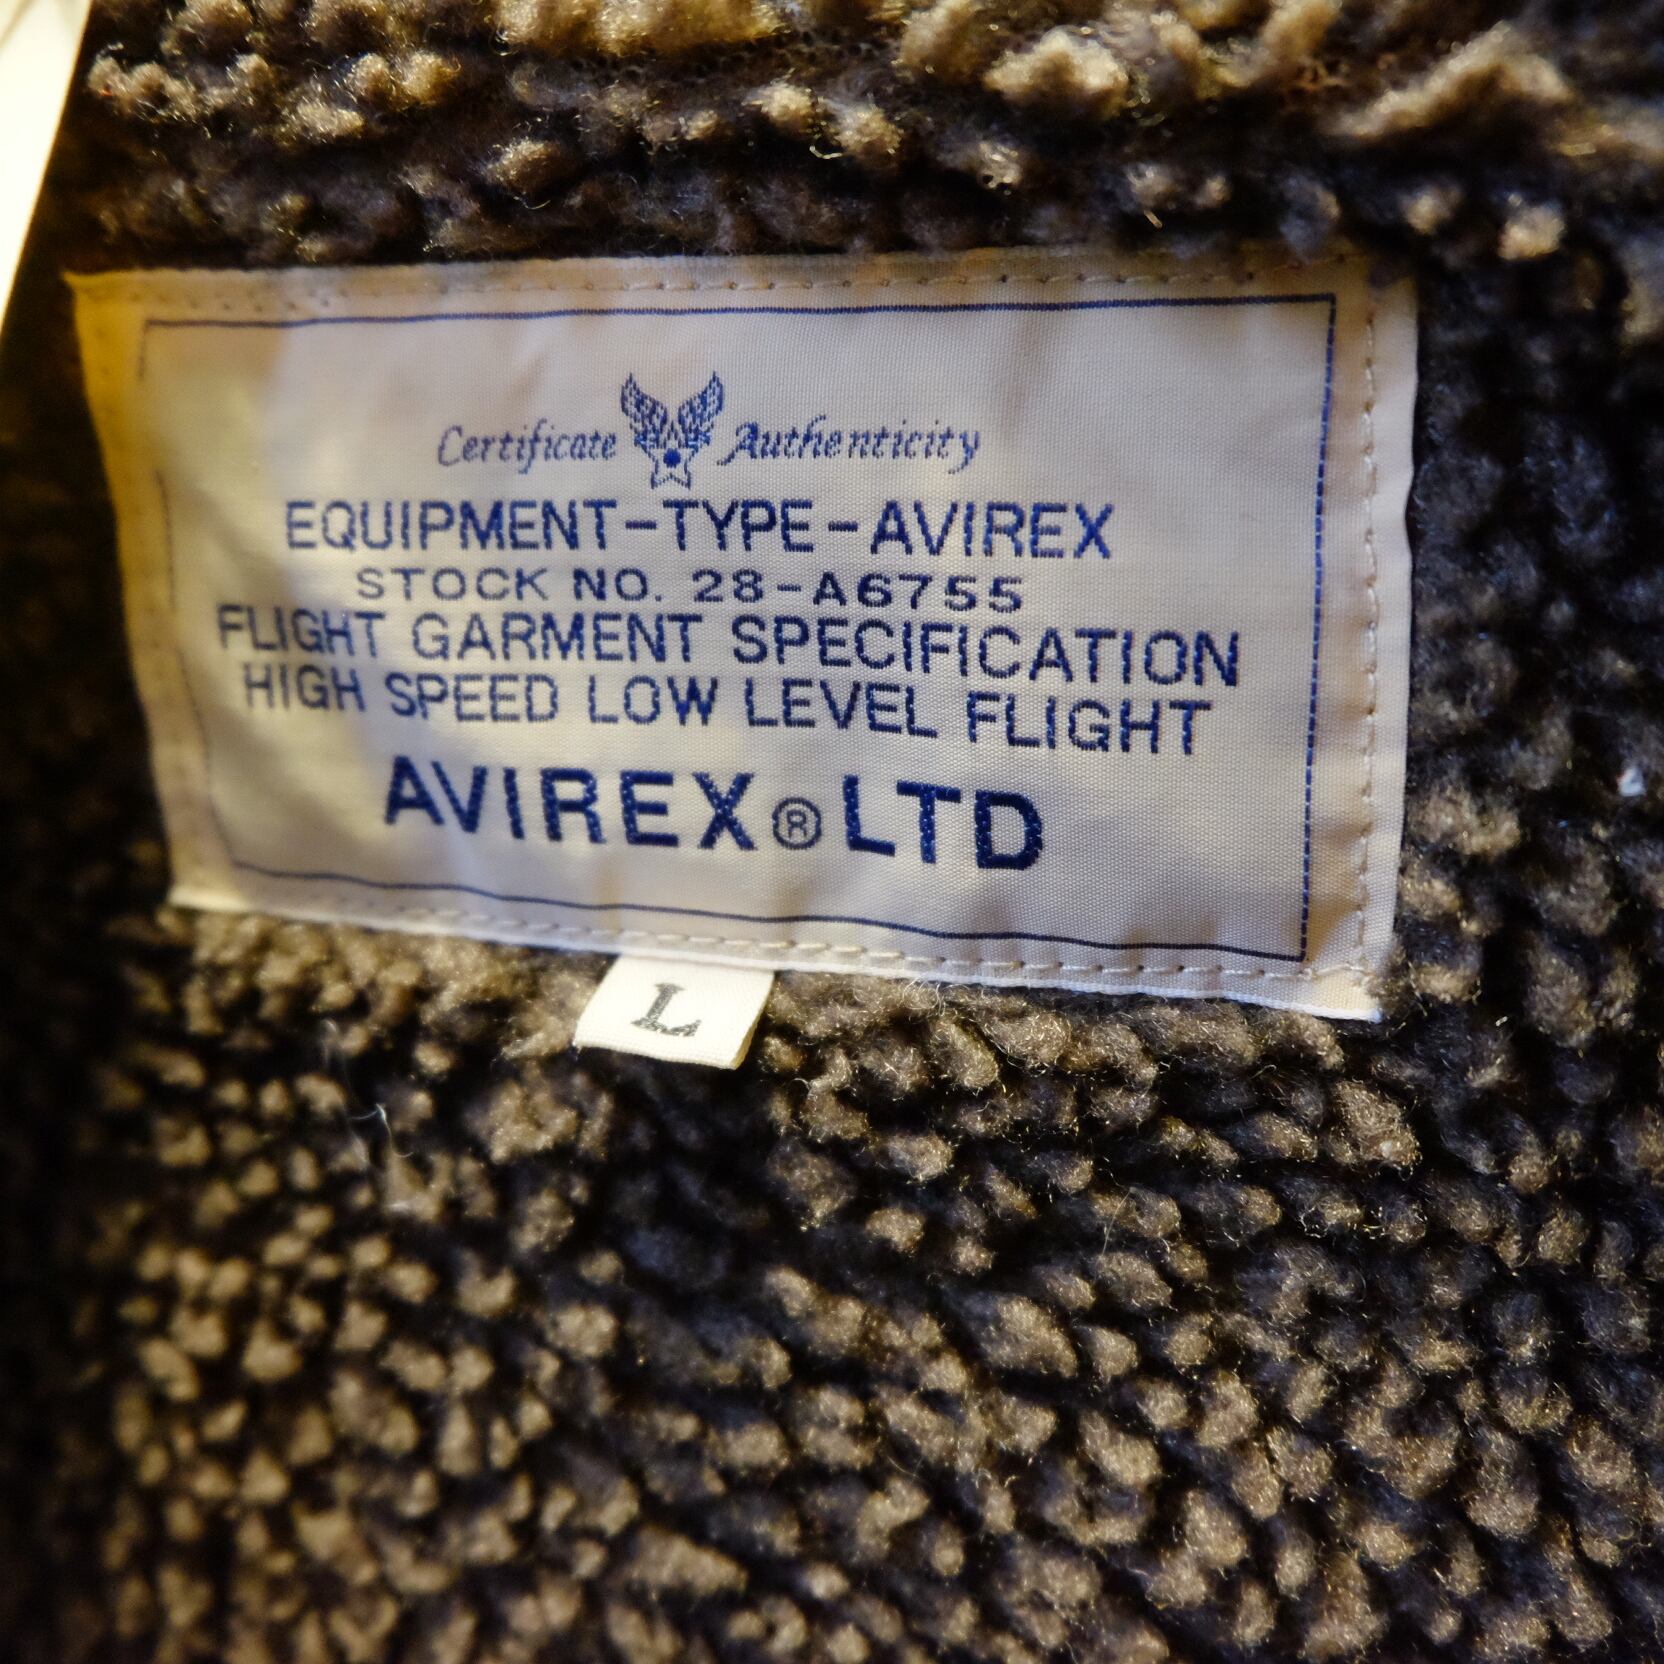 Certificate Authenticity
EQUIPMENT-TYPE-AVIREX
STOCK NO. 28-A6755
FLIGHT GARMENT SPECIFICATION
HIGH SPEED LOW LEVEL FLIGHT
AVIREX® LTD
L